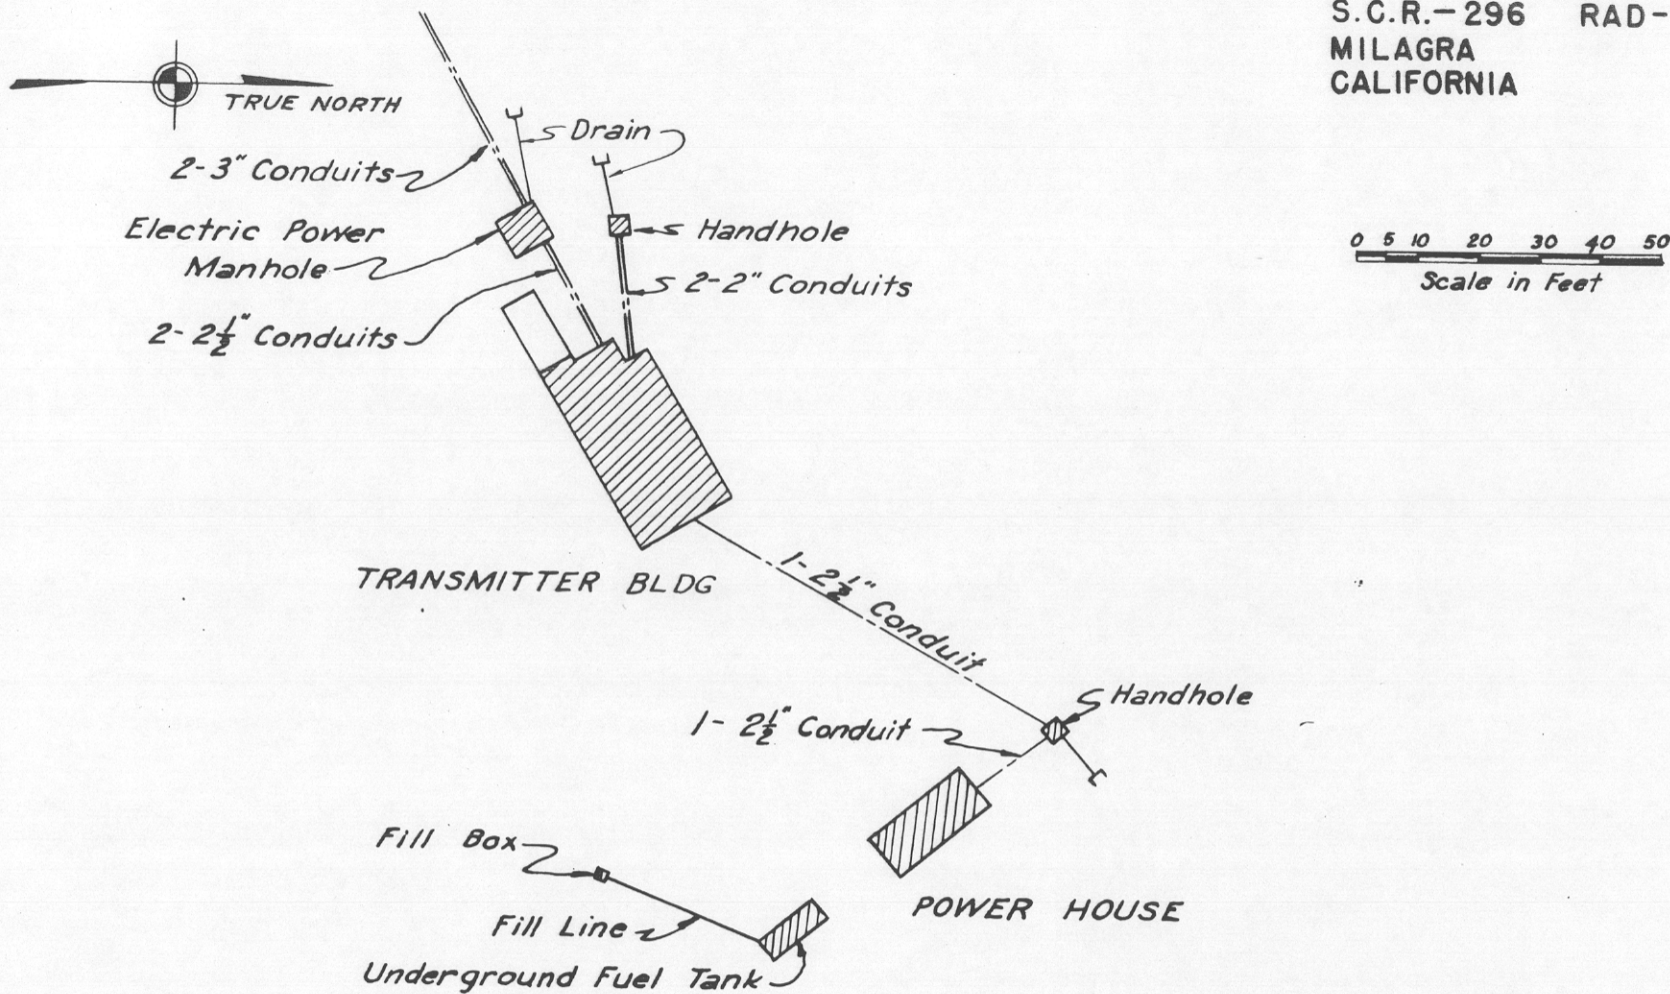 S.C.R.-296 RAD-
MILAGRA
CALIFORNIA
TRUE NORTH
Drain
2-3" Conduits
Electric Power
Manhole
Handhole
2-2" Conduits
2-2½" Conduits
0 5 10 20 30 40 50
Scale in Feet
TRANSMITTER BLDG
1-2½" Conduit
Handhole
1-2½" Conduit
Fill Box
POWER HOUSE
Fill Line
Underground Fuel Tank